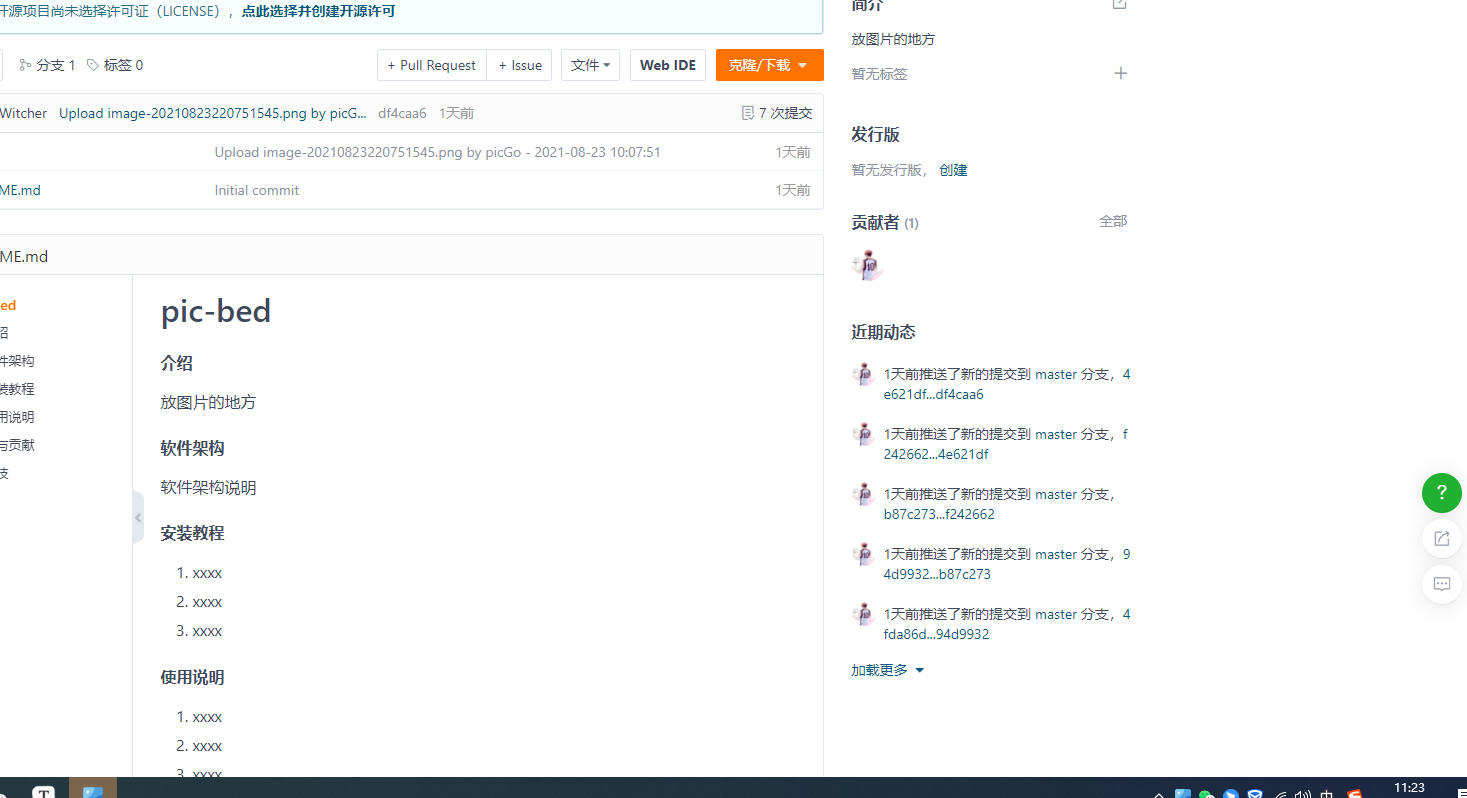 开源项目尚未选择许可证（LICENSE），点此选择并创建开源许可
分支 1 标签 0
+ Pull Request + Issue 文件 Web IDE 克隆/下载
Witcher Upload image-20210823220751545.png by picG... df4caa6 1天前 7 次提交
Upload image-20210823220751545.png by picGo - 2021-08-23 10:07:51 1天前
ME.md Initial commit 1天前
ME.md
ed
绍
件架构
装教程
用说明
与贡献
技
pic-bed
介绍
放图片的地方
软件架构
软件架构说明
安装教程
1. xxxx
2. xxxx
3. xxxx
使用说明
1. xxxx
2. xxxx
3. xxxx
简介
放图片的地方
暂无标签
发行版
暂无发行版， 创建
贡献者 (1) 全部
近期动态
1天前推送了新的提交到 master 分支，4
e621df...df4caa6
1天前推送了新的提交到 master 分支，f
242662...4e621df
1天前推送了新的提交到 master 分支，
b87c273...f242662
1天前推送了新的提交到 master 分支，9
4d9932...b87c273
1天前推送了新的提交到 master 分支，4
fda86d...94d9932
加载更多
?
T
中
11:23